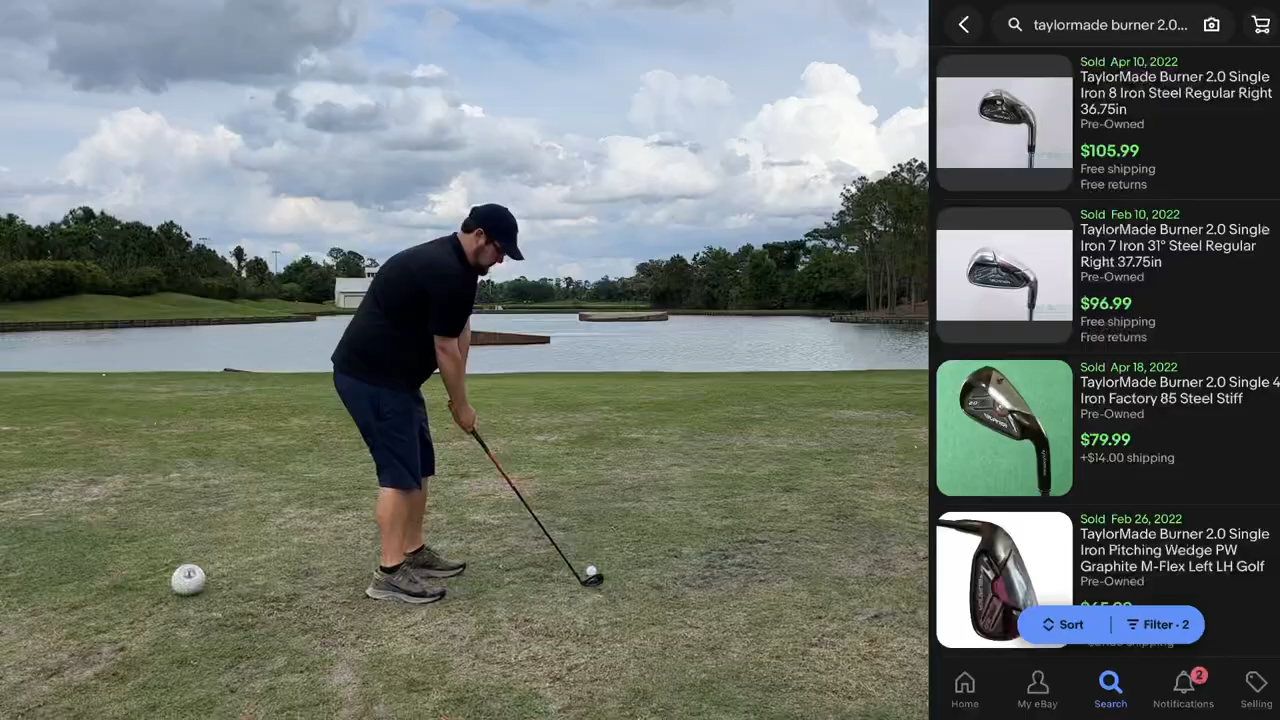 taylormade burner 2.0...
Sold Apr 10, 2022
TaylorMade Burner 2.0 Single
Iron 8 Iron Steel Regular Right
36.75in
Pre-Owned
$105.99
Free shipping
Free returns
Sold Feb 10, 2022
TaylorMade Burner 2.0 Single
Iron 7 Iron 31° Steel Regular
Right 37.75in
Pre-Owned
$96.99
Free shipping
Free returns
Sold Apr 18, 2022
TaylorMade Burner 2.0 Single 4
Iron Factory 85 Steel Stiff
Pre-Owned
$79.99
+$14.00 shipping
Sold Feb 26, 2022
TaylorMade Burner 2.0 Single
Iron Pitching Wedge PW
Graphite M-Flex Left LH Golf
Pre-Owned
Sort
Filter · 2
2
Home
My eBay
Search
Notifications
Selling